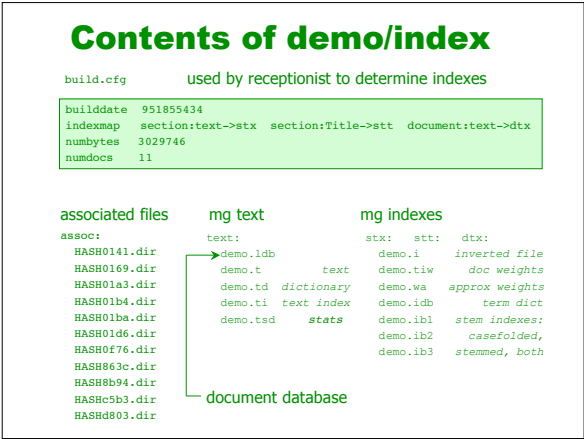 Contents of demo/index
build.cfg used by receptionist to determine indexes
builddate 951855434
indexmap section:text->stx section:Title->stt document:text->dtx
numbytes 3029746
numdocs 11
associated files
assoc:
HASH0141.dir
HASH0169.dir
HASH01a3.dir
HASH01b4.dir
HASH01ba.dir
HASH01d6.dir
HASH0f76.dir
HASH863c.dir
HASH8b94.dir
HASHc5b3.dir
HASHd803.dir
mg text
text:
demo.ldb
demo.t text
demo.td dictionary
demo.ti text index
demo.tsd stats
document database
mg indexes
stx: stt: dtx:
demo.i inverted file
demo.tiw doc weights
demo.wa approx weights
demo.idb term dict
demo.ib1 stem indexes:
demo.ib2 casefolded,
demo.ib3 stemmed, both